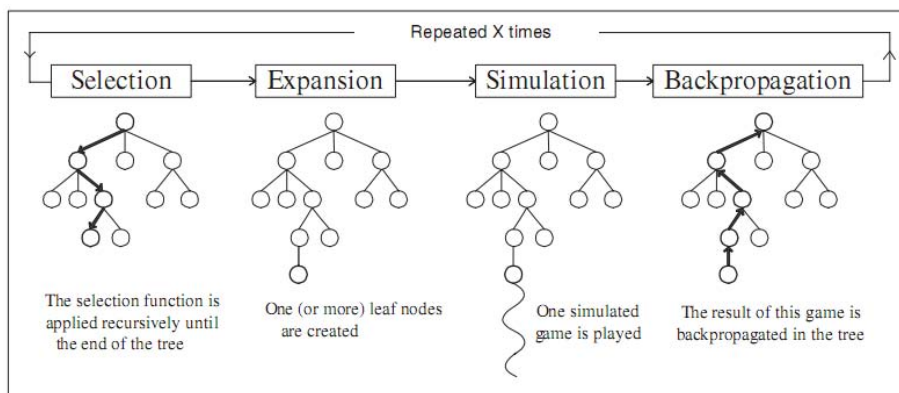 Repeated X times
Selection
Expansion
Simulation
Backpropagation
The selection function is
applied recursively until
the end of the tree
One (or more) leaf nodes
are created
One simulated
game is played
The result of this game is
backpropagated in the tree